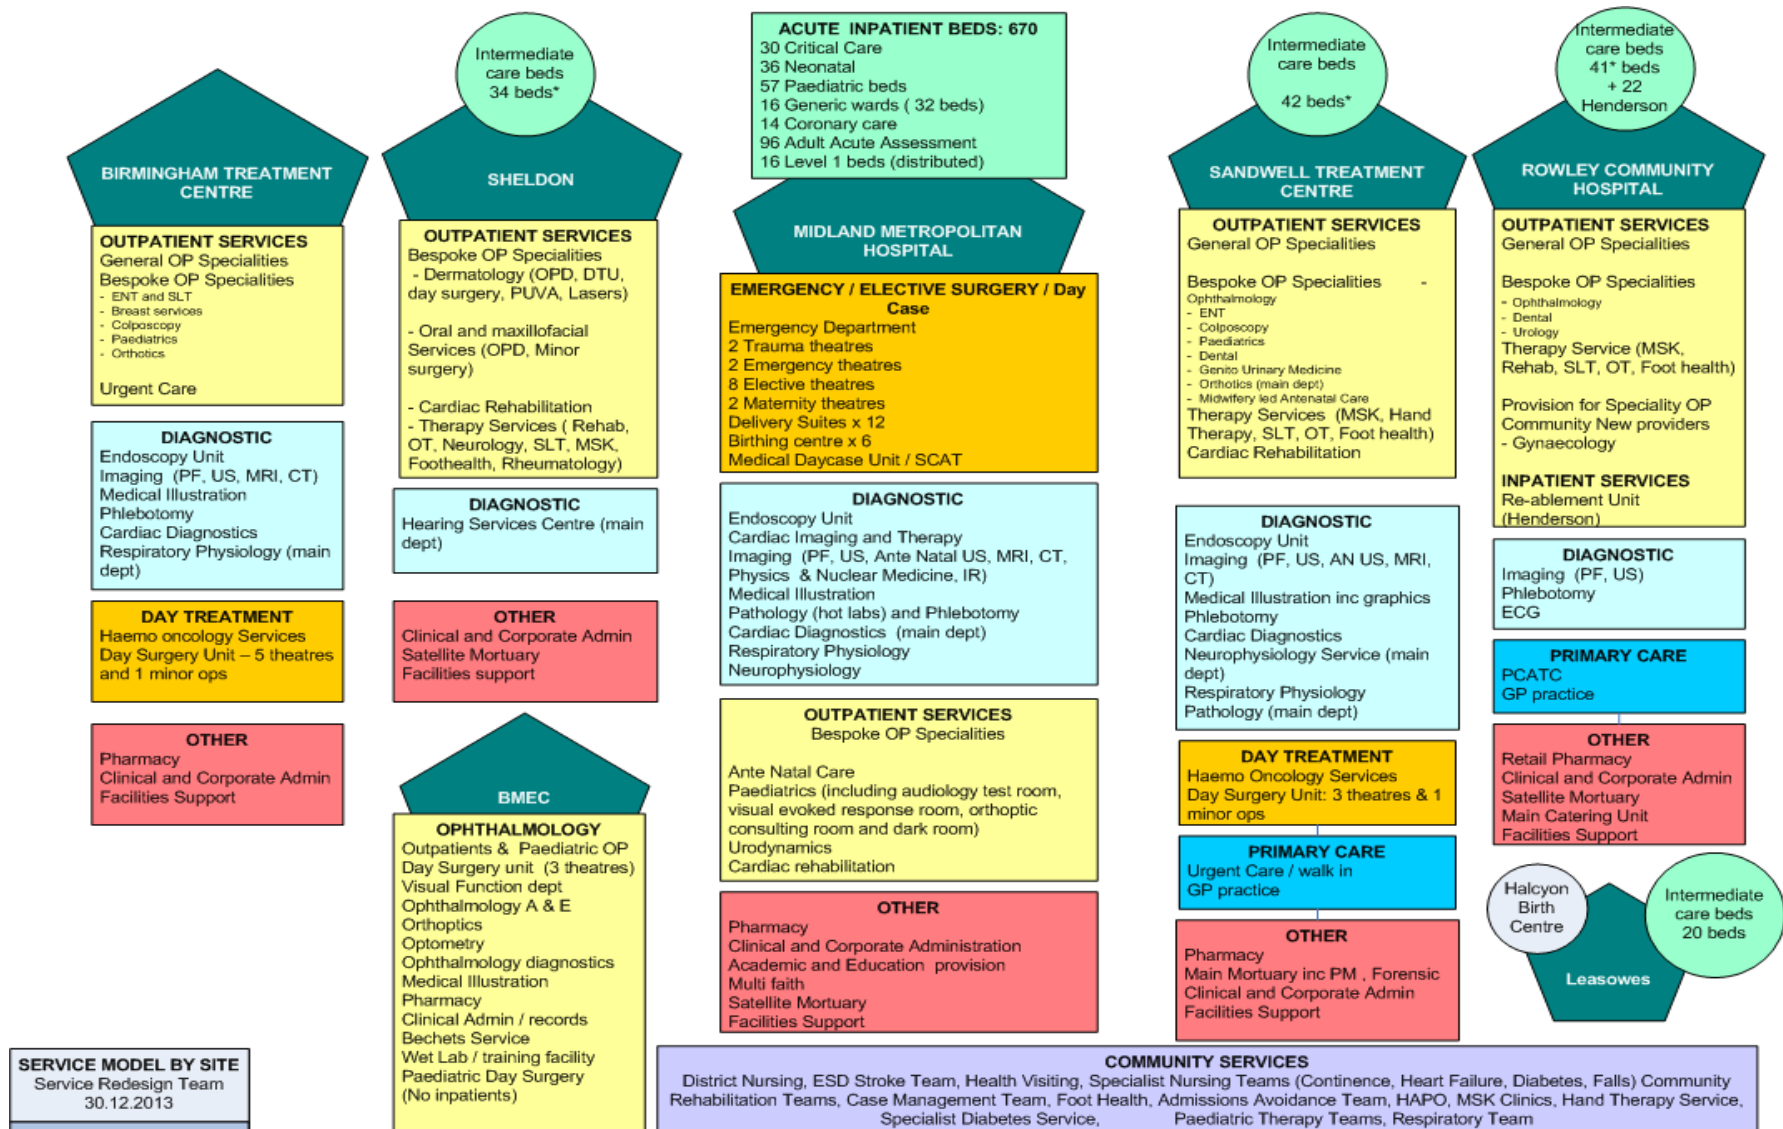 BIRMINGHAM TREATMENT
CENTRE
OUTPATIENT SERVICES
General OP Specialities
Bespoke OP Specialities
- ENT and SLT
- Breast services
- Colposcopy
- Paediatrics
- Orthotics
Urgent Care
DIAGNOSTIC
Endoscopy Unit
Imaging (PF, US, MRI, CT)
Medical Illustration
Phlebotomy
Cardiac Diagnostics
Respiratory Physiology (main
dept)
DAY TREATMENT
Haemo oncology Services
Day Surgery Unit – 5 theatres
and 1 minor ops
OTHER
Pharmacy
Clinical and Corporate Admin
Facilities Support
SERVICE MODEL BY SITE
Service Redesign Team
30.12.2013
Intermediate
care beds
34 beds*
SHELDON
OUTPATIENT SERVICES
Bespoke OP Specialities
- Dermatology (OPD, DTU,
day surgery, PUVA, Lasers)
- Oral and maxillofacial
Services (OPD, Minor
surgery)
- Cardiac Rehabilitation
- Therapy Services ( Rehab,
OT, Neurology, SLT, MSK,
Foothealth, Rheumatology)
DIAGNOSTIC
Hearing Services Centre (main
dept)
OTHER
Clinical and Corporate Admin
Satellite Mortuary
Facilities support
BMEC
OPHTHALMOLOGY
Outpatients & Paediatric OP
Day Surgery unit (3 theatres)
Visual Function dept
Ophthalmology A & E
Orthoptics
Optometry
Ophthalmology diagnostics
Medical Illustration
Pharmacy
Clinical Admin / records
Bechets Service
Wet Lab / training facility
Paediatric Day Surgery
(No inpatients)
ACUTE INPATIENT BEDS: 670
30 Critical Care
36 Neonatal
57 Paediatric beds
16 Generic wards ( 32 beds)
14 Coronary care
96 Adult Acute Assessment
16 Level 1 beds (distributed)
MIDLAND METROPOLITAN
HOSPITAL
EMERGENCY / ELECTIVE SURGERY / Day
Case
Emergency Department
2 Trauma theatres
2 Emergency theatres
8 Elective theatres
2 Maternity theatres
Delivery Suites x 12
Birthing centre x 6
Medical Daycase Unit / SCAT
DIAGNOSTIC
Endoscopy Unit
Cardiac Imaging and Therapy
Imaging (PF, US, Ante Natal US, MRI, CT,
Physics & Nuclear Medicine, IR)
Medical Illustration
Pathology (hot labs) and Phlebotomy
Cardiac Diagnostics (main dept)
Respiratory Physiology
Neurophysiology
OUTPATIENT SERVICES
Bespoke OP Specialities
Ante Natal Care
Paediatrics (including audiology test room,
visual evoked response room, orthoptic
consulting room and dark room)
Urodynamics
Cardiac rehabilitation
OTHER
Pharmacy
Clinical and Corporate Administration
Academic and Education provision
Multi faith
Satellite Mortuary
Facilities Support
Intermediate
care beds
42 beds*
SANDWELL TREATMENT
CENTRE
OUTPATIENT SERVICES
General OP Specialities
Bespoke OP Specialities -
Ophthalmology
- ENT
- Colposcopy
- Paediatrics
- Dental
- Genito Urinary Medicine
- Orthotics (main dept)
- Midwifery led Antenatal Care
Therapy Services (MSK, Hand
Therapy, SLT, OT, Foot health)
Cardiac Rehabilitation
DIAGNOSTIC
Endoscopy Unit
Imaging (PF, US, AN US, MRI,
CT)
Medical Illustration inc graphics
Phlebotomy
Cardiac Diagnostics
Neurophysiology Service (main
dept)
Respiratory Physiology
Pathology (main dept)
DAY TREATMENT
Haemo Oncology Services
Day Surgery Unit: 3 theatres & 1
minor ops
PRIMARY CARE
Urgent Care / walk in
GP practice
OTHER
Pharmacy
Main Mortuary inc PM , Forensic
Clinical and Corporate Admin
Facilities Support
Intermediate
care beds
41* beds
+ 22
Henderson
ROWLEY COMMUNITY
HOSPITAL
OUTPATIENT SERVICES
General OP Specialities
Bespoke OP Specialities
- Ophthalmology
- Dental
- Urology
Therapy Service (MSK,
Rehab, SLT, OT, Foot health)
Provision for Speciality OP
Community New providers
- Gynaecology
INPATIENT SERVICES
Re-ablement Unit
(Henderson)
DIAGNOSTIC
Imaging (PF, US)
Phlebotomy
ECG
PRIMARY CARE
PCATC
GP practice
OTHER
Retail Pharmacy
Clinical and Corporate Admin
Satellite Mortuary
Main Catering Unit
Facilities Support
Halcyon
Birth
Centre
Intermediate
care beds
20 beds
Leasowes
COMMUNITY SERVICES
District Nursing, ESD Stroke Team, Health Visiting, Specialist Nursing Teams (Continence, Heart Failure, Diabetes, Falls) Community
Rehabilitation Teams, Case Management Team, Foot Health, Admissions Avoidance Team, HAPO, MSK Clinics, Hand Therapy Service,
Specialist Diabetes Service, Paediatric Therapy Teams, Respiratory Team